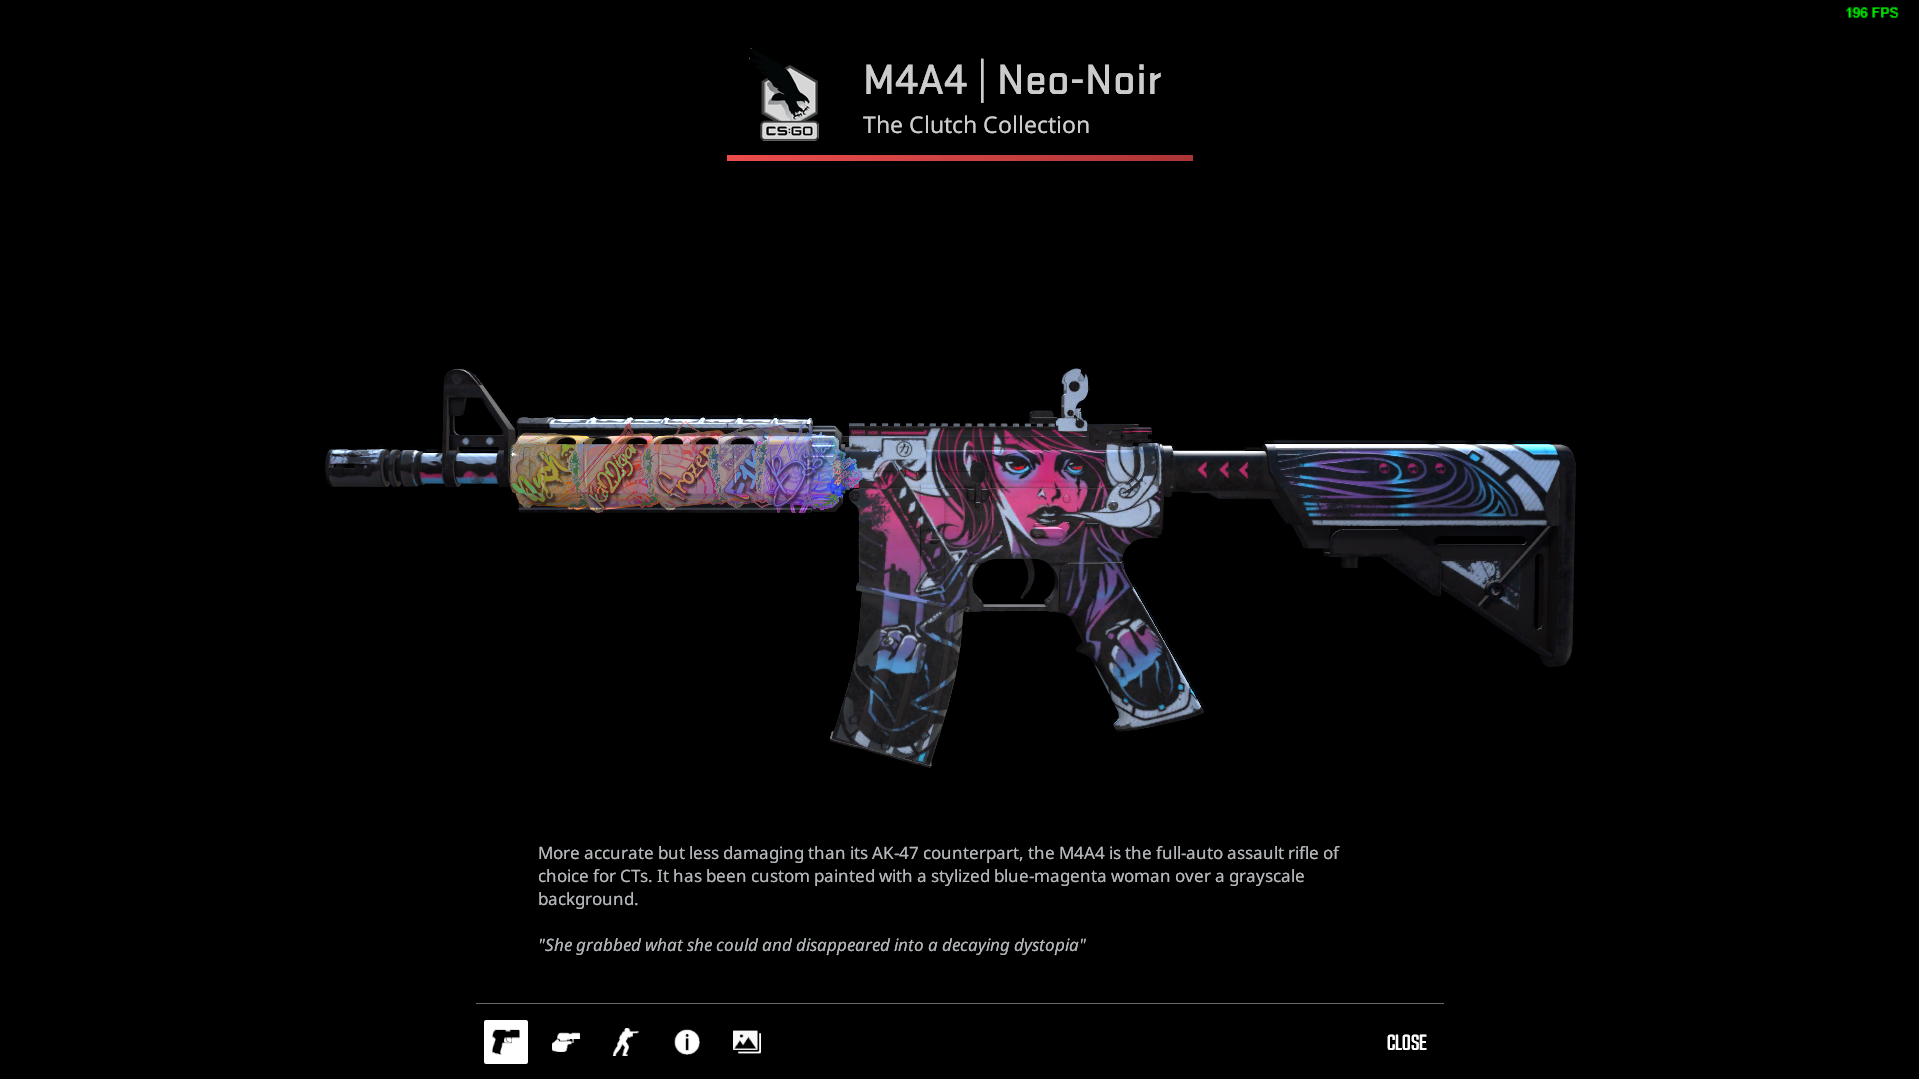 196 FPS
M4A4 | Neo-Noir
CS:GO
The Clutch Collection
frozen
More accurate but less damaging than its AK-47 counterpart, the M4A4 is the full-auto assault rifle of
choice for CTs. It has been custom painted with a stylized blue-magenta woman over a grayscale
background.
"She grabbed what she could and disappeared into a decaying dystopia"
CLOSE